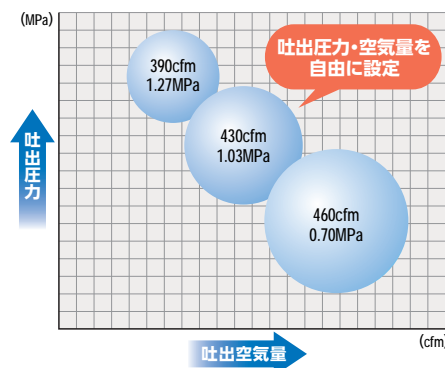 (MPa)
吐出圧力・空気量を
自由に設定
390cfm
1.27MPa
430cfm
1.03MPa
460cfm
0.70MPa
吐出圧力
(cfm)
吐出空気量